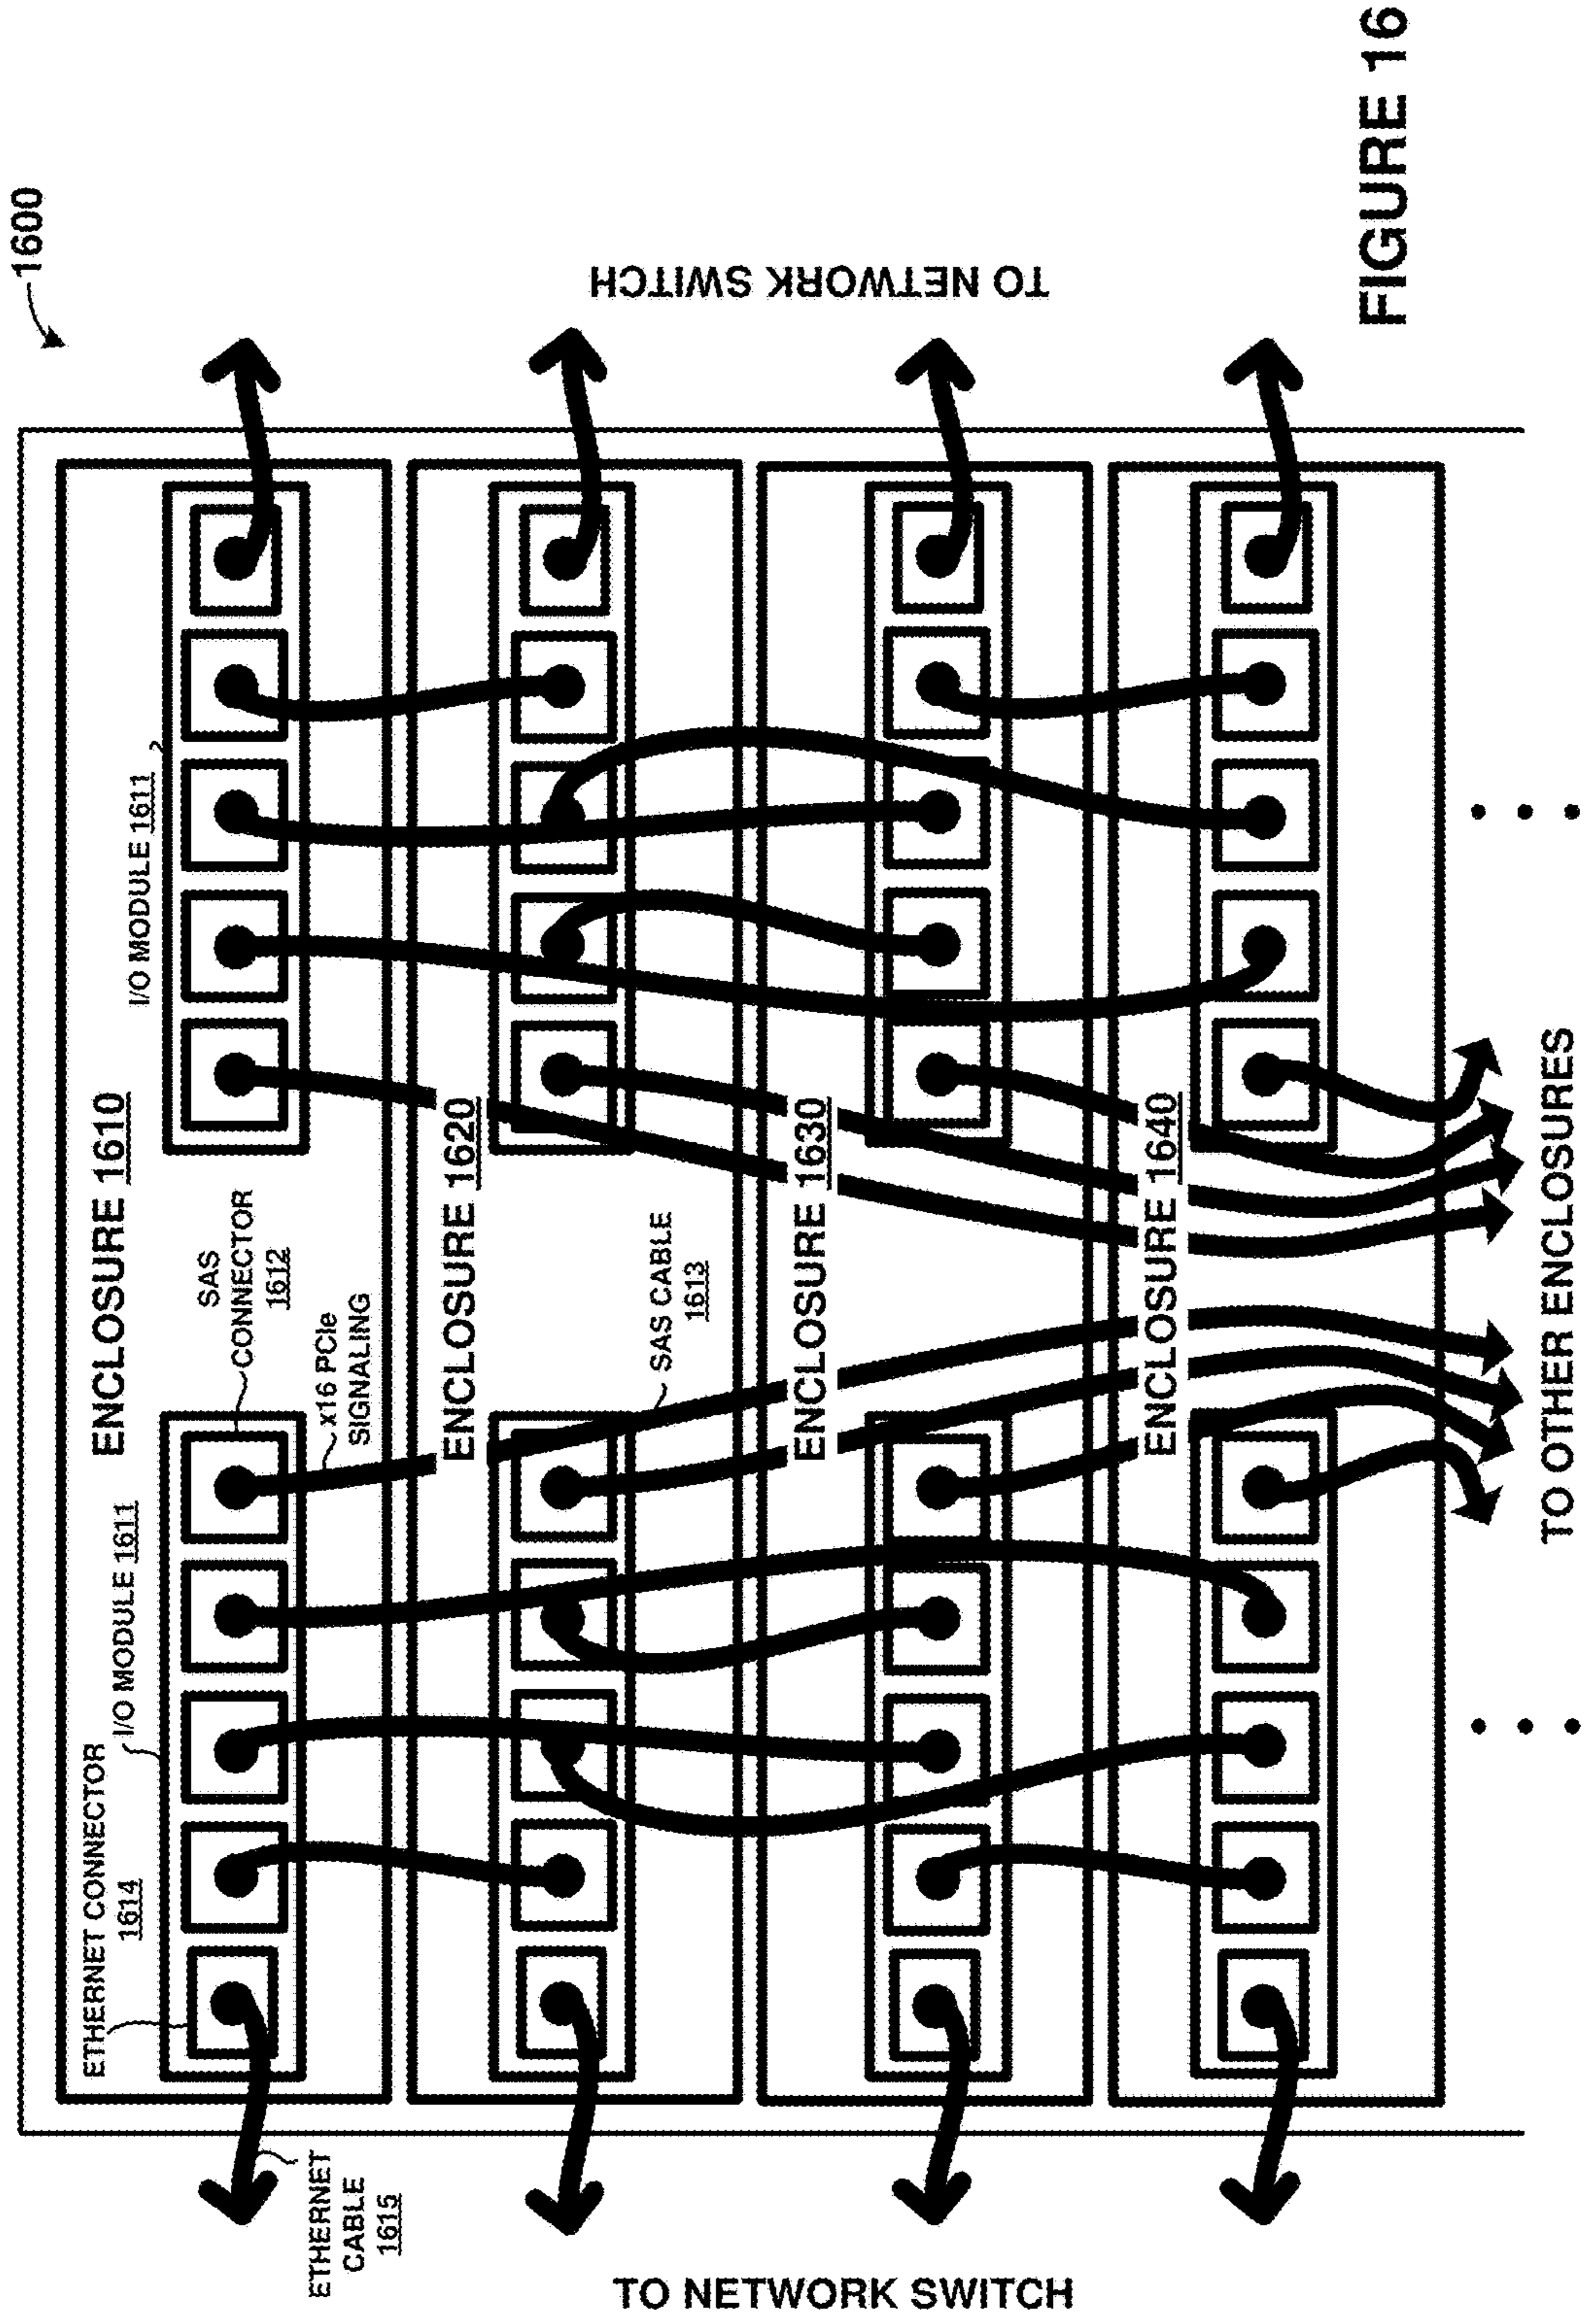 1600
ENCLOSURE 1610
ETHERNET CONNECTOR
1614
I/O MODULE 1611
SAS
CONNECTOR
1612
I/O MODULE 1611
x16 PCIe
SIGNALING
ETHERNET
CABLE
1615
ENCLOSURE 1620
SAS CABLE
1613
ENCLOSURE 1630
ENCLOSURE 1640
TO NETWORK SWITCH
TO NETWORK SWITCH
TO OTHER ENCLOSURES
FIGURE 16